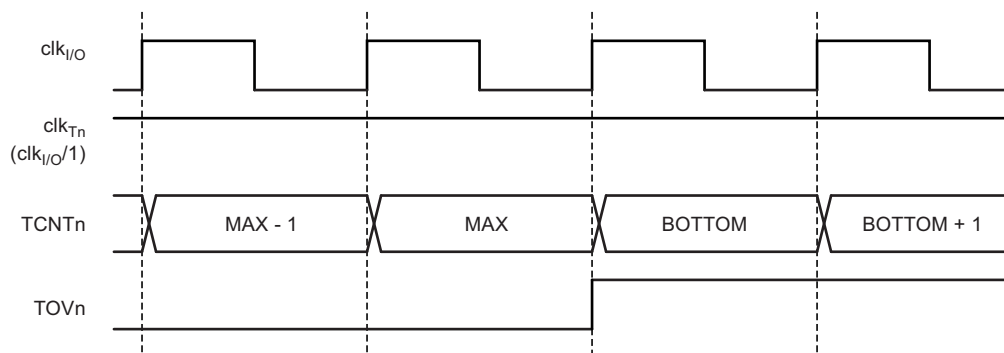 clkI/O
clkTn
(clkI/O/1)
TCNTn MAX - 1 MAX BOTTOM BOTTOM + 1
TOVn